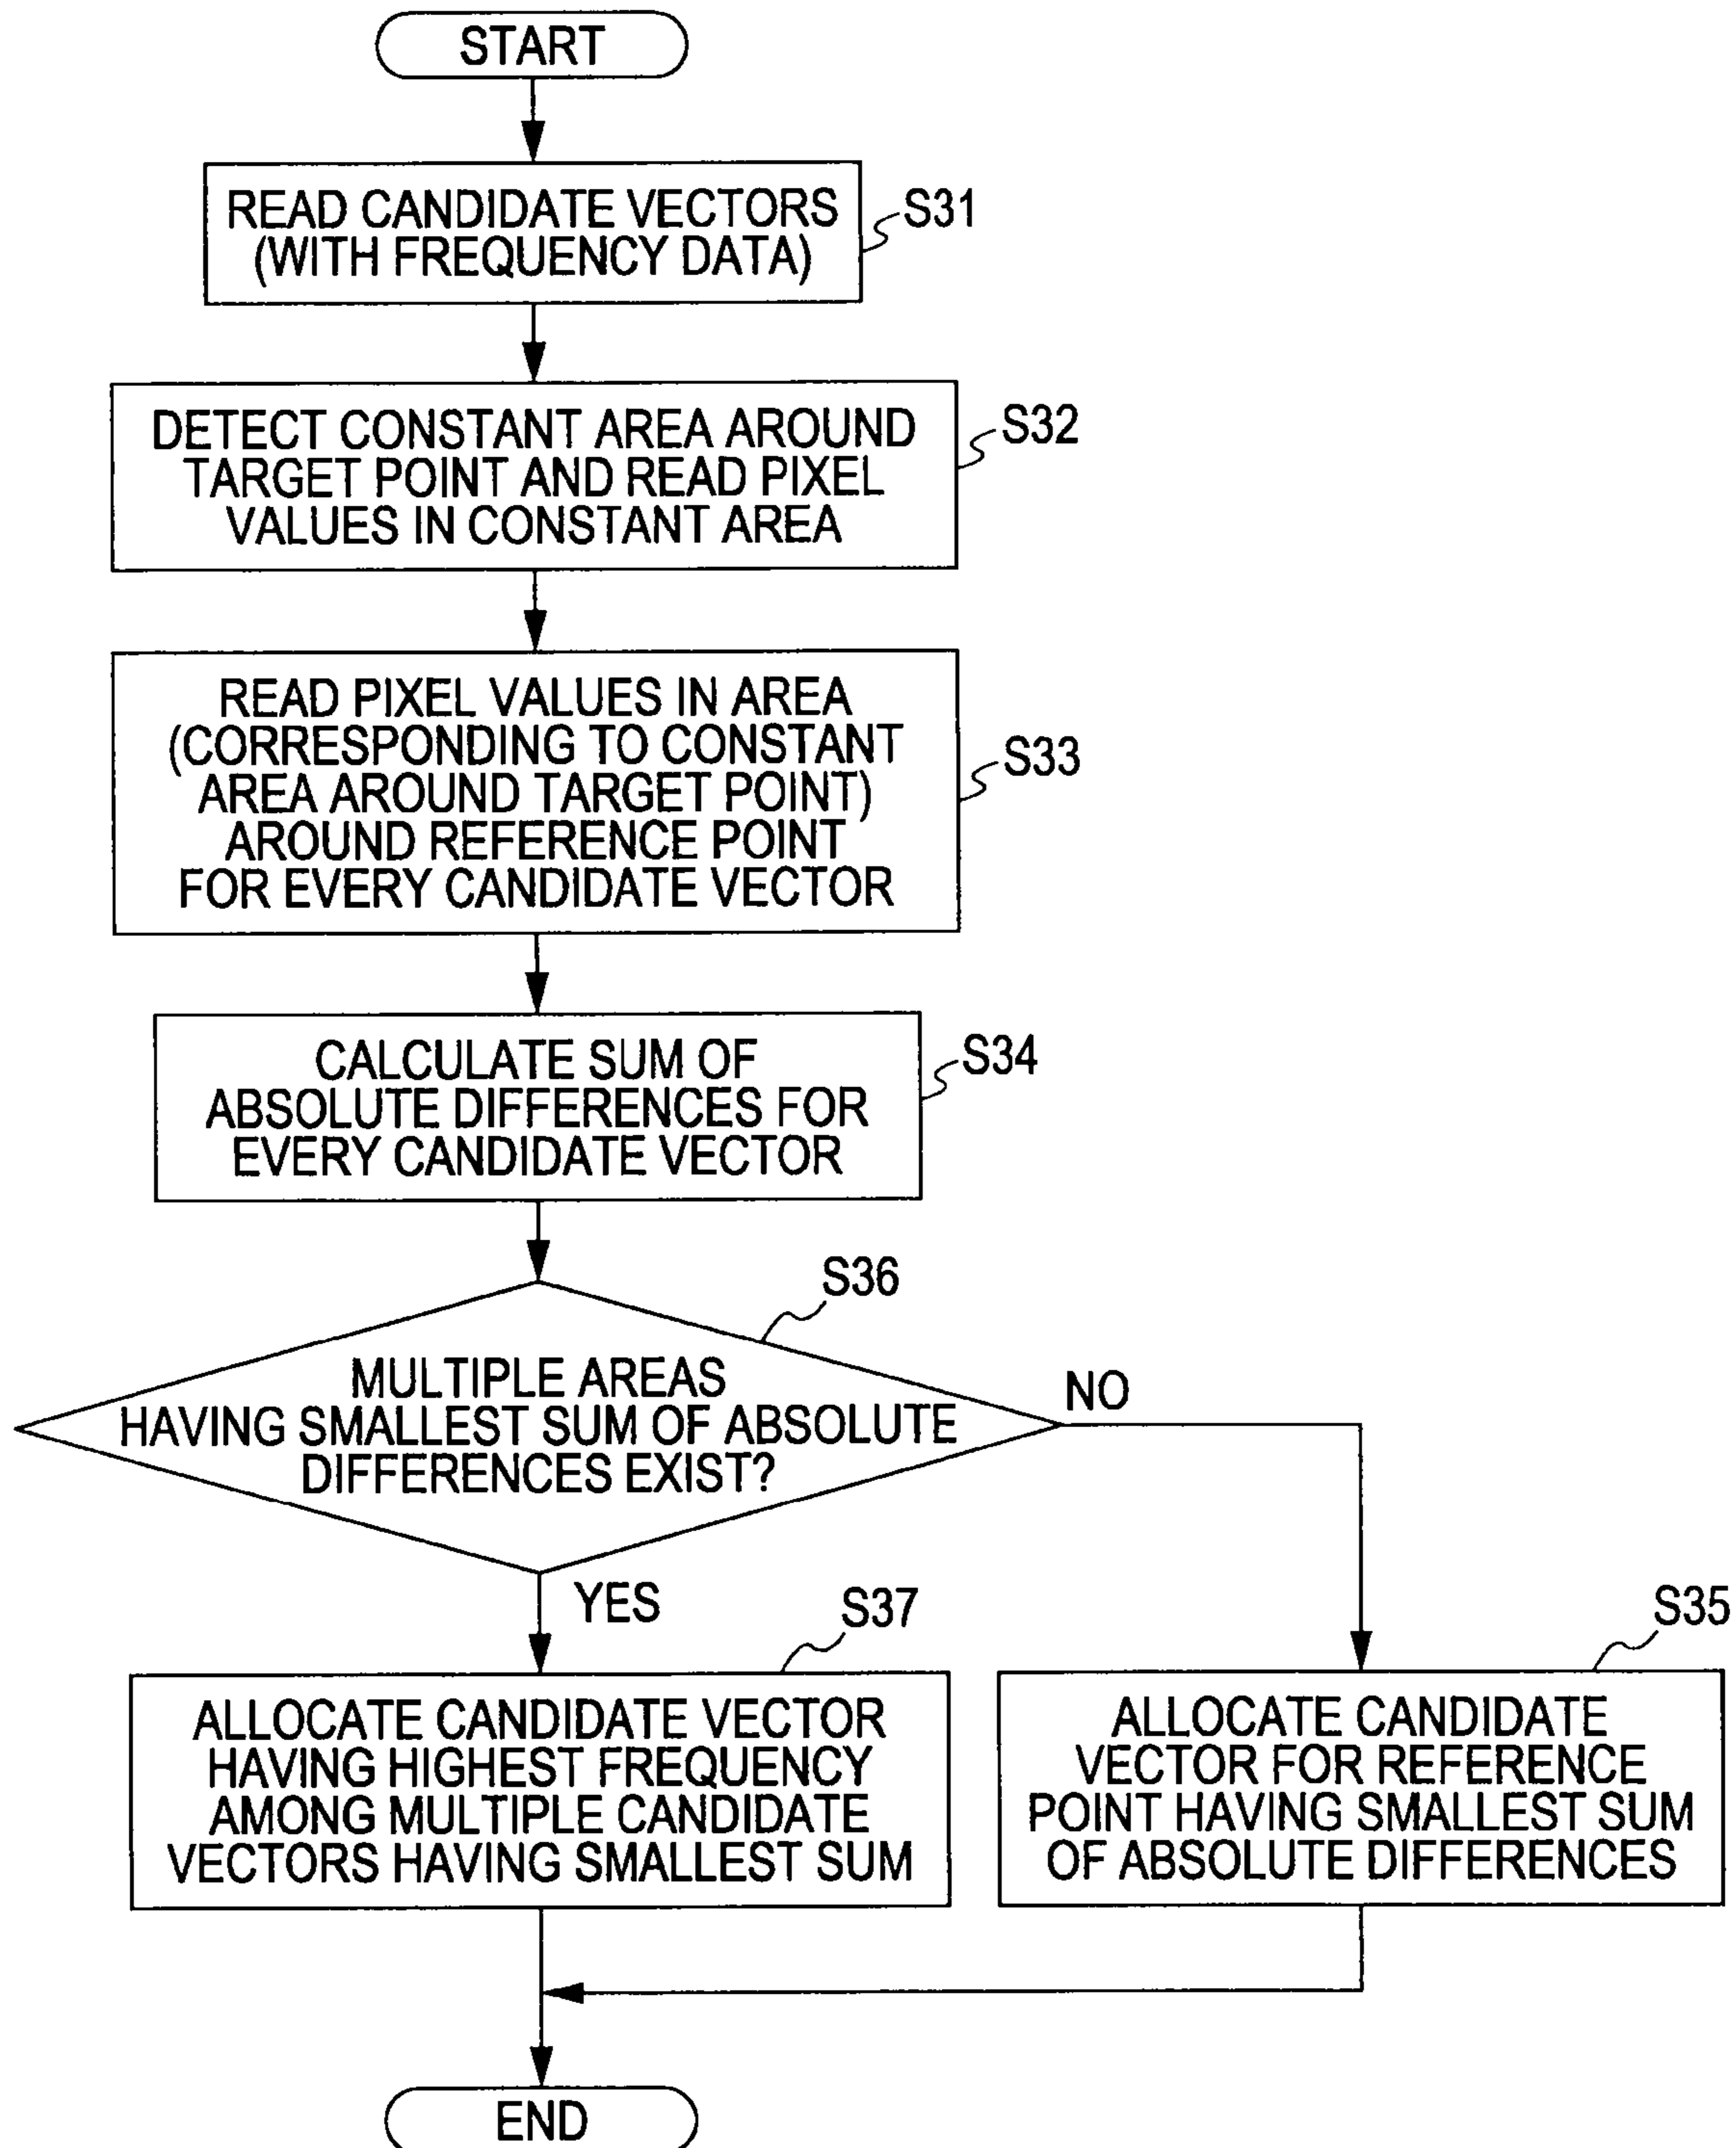 START
READ CANDIDATE VECTORS
(WITH FREQUENCY DATA)
S31
DETECT CONSTANT AREA AROUND
TARGET POINT AND READ PIXEL
VALUES IN CONSTANT AREA
S32
READ PIXEL VALUES IN AREA
(CORRESPONDING TO CONSTANT
AREA AROUND TARGET POINT)
AROUND REFERENCE POINT
FOR EVERY CANDIDATE VECTOR
S33
CALCULATE SUM OF
ABSOLUTE DIFFERENCES FOR
EVERY CANDIDATE VECTOR
S34
S36
MULTIPLE AREAS
HAVING SMALLEST SUM OF ABSOLUTE
DIFFERENCES EXIST?
NO
YES
S37
ALLOCATE CANDIDATE VECTOR
HAVING HIGHEST FREQUENCY
AMONG MULTIPLE CANDIDATE
VECTORS HAVING SMALLEST SUM
S35
ALLOCATE CANDIDATE
VECTOR FOR REFERENCE
POINT HAVING SMALLEST SUM
OF ABSOLUTE DIFFERENCES
END